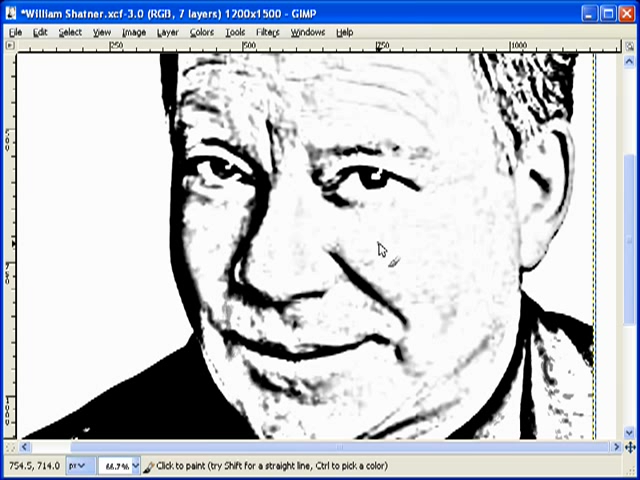 *William Shatner.xcf-3.0 (RGB, 7 layers) 1200x1500 – GIMP
File Edit Select View Image Layer Colors Tools Filters Windows Help
250 500 750 1000
754.5, 714.0 px 66.7% Click to paint (try Shift for a straight line, Ctrl to pick a color)